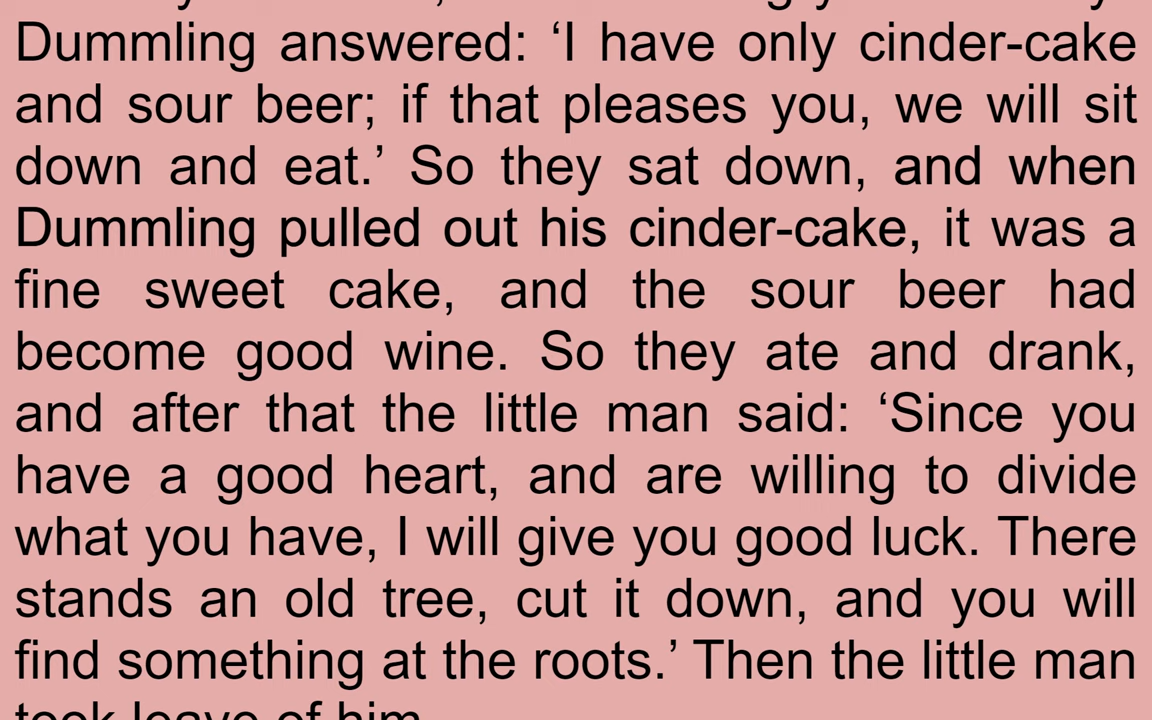 Dummling answered: ‘I have only cinder-cake
and sour beer; if that pleases you, we will sit
down and eat.’ So they sat down, and when
Dummling pulled out his cinder-cake, it was a
fine sweet cake, and the sour beer had
become good wine. So they ate and drank,
and after that the little man said: ‘Since you
have a good heart, and are willing to divide
what you have, I will give you good luck. There
stands an old tree, cut it down, and you will
find something at the roots.’ Then the little man
took leave of him